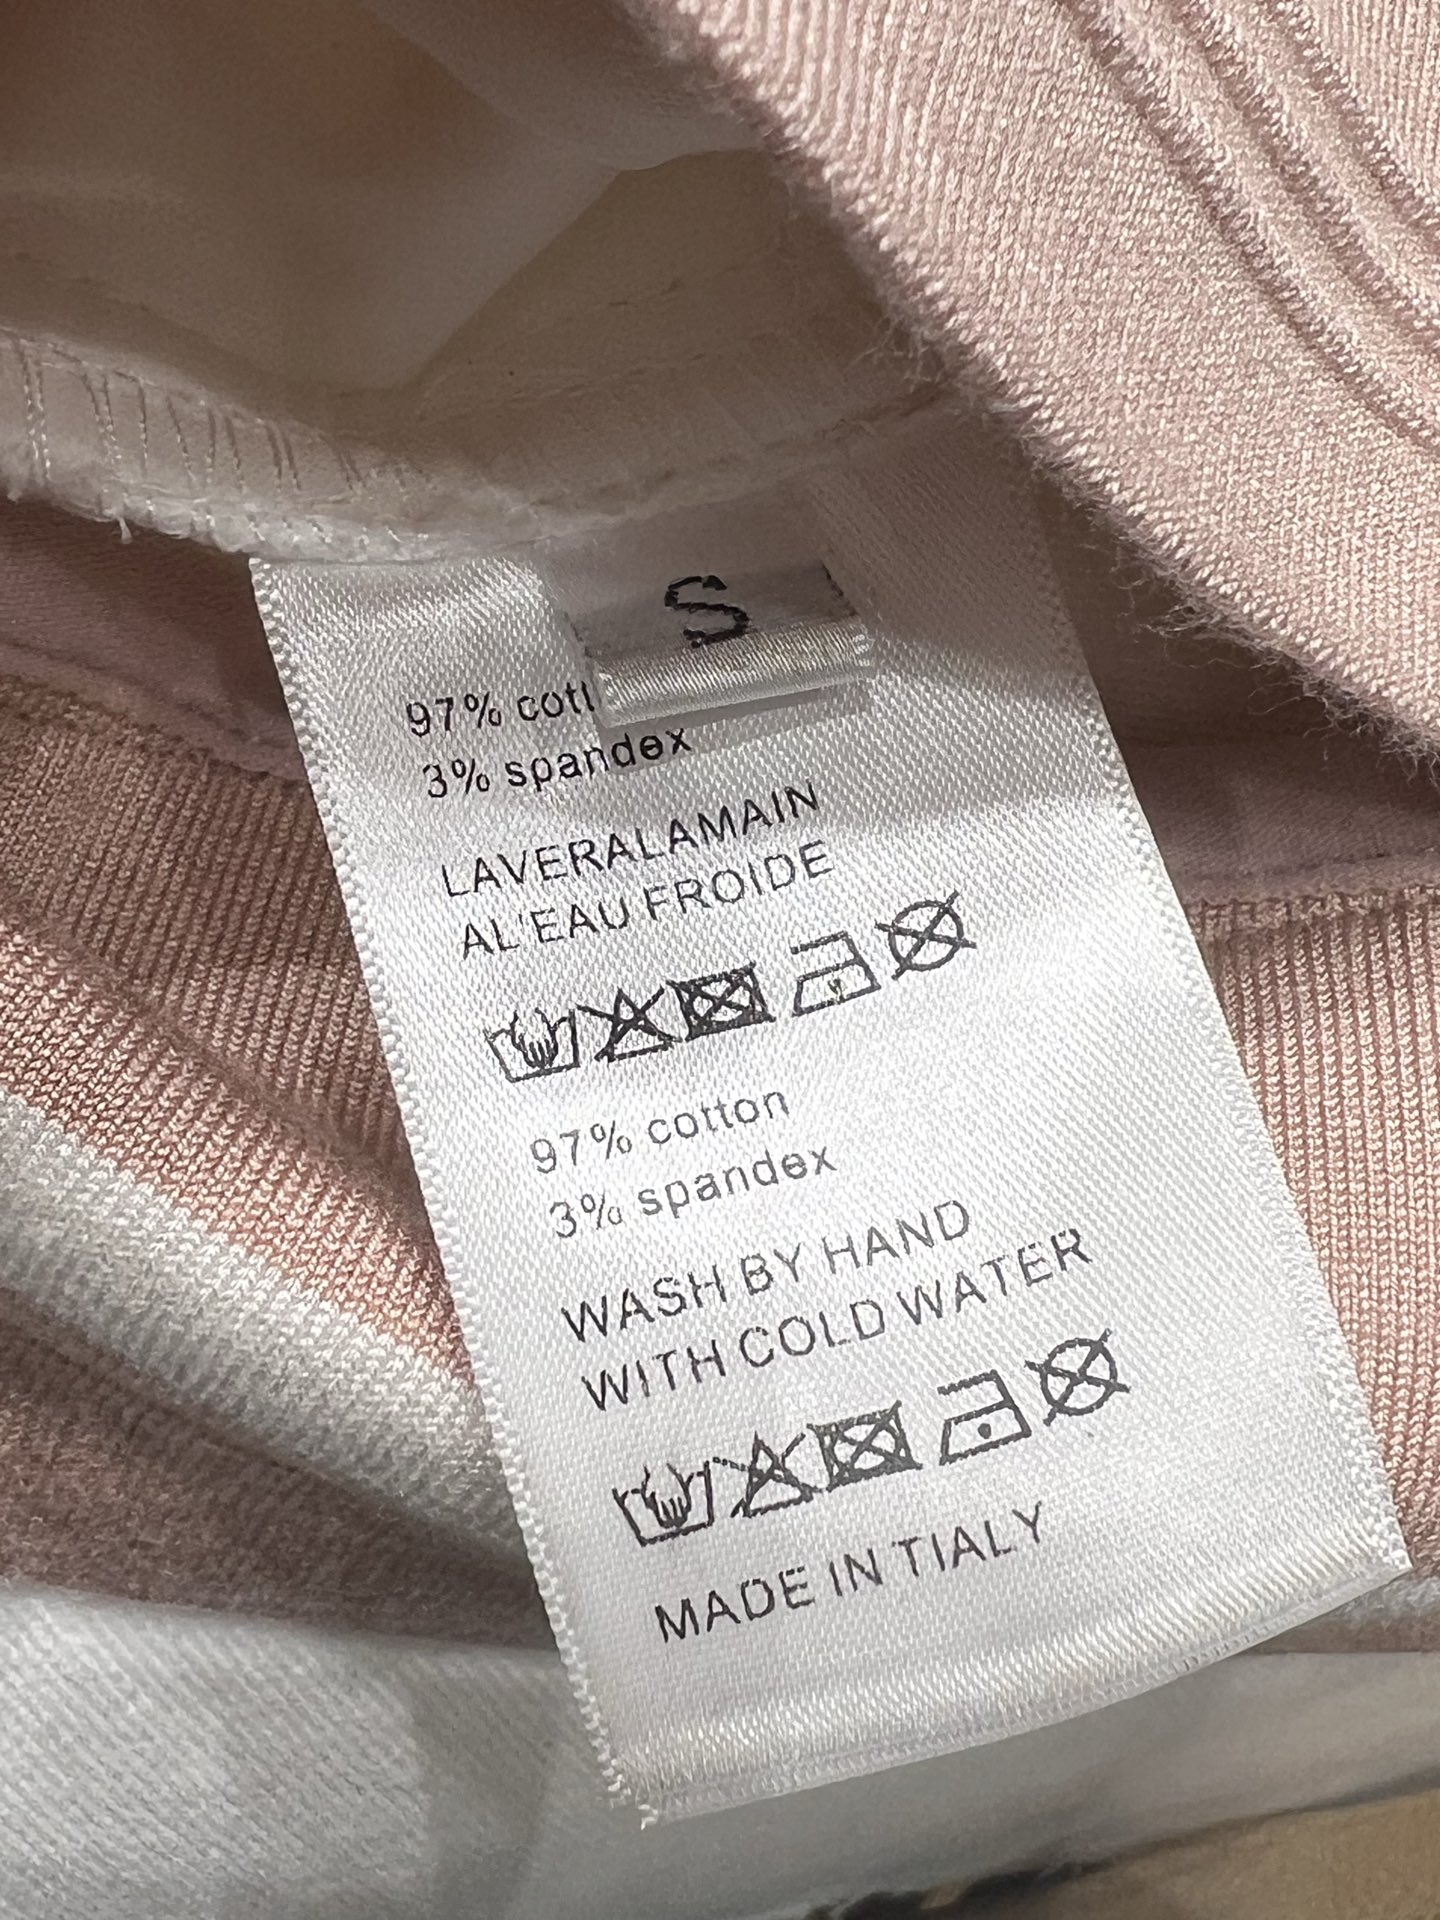 S
97% cott
3% spandex
LAVERALAMAIN
AL'EAU FROIDE
97% cotton
3% spandex
WASH BY HAND
WITH COLD WATER
MADE IN TIALY